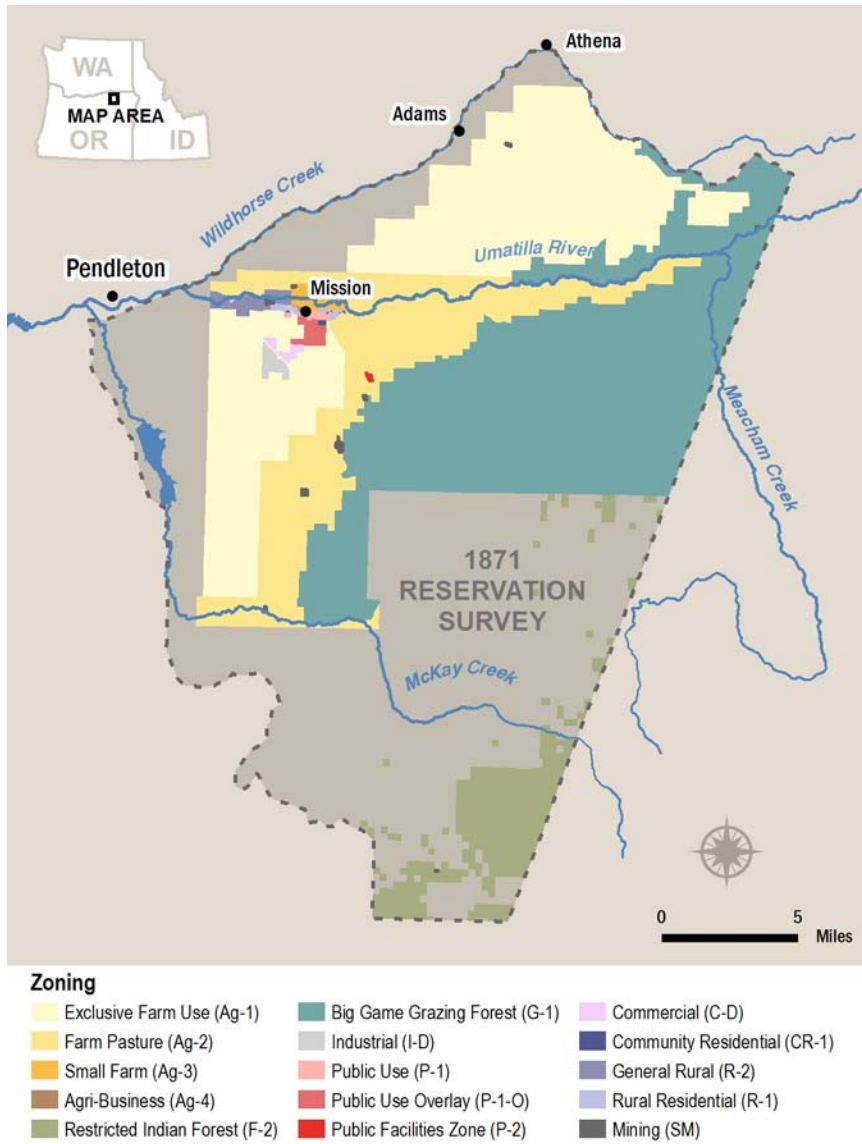 WA
MAP AREA
OR
ID
Athena
Adams
Wildhorse Creek
Umatilla River
Pendleton
Mission
Meacham Creek
1871
RESERVATION
SURVEY
McKay Creek
0
5
Miles
Zoning
Exclusive Farm Use (Ag-1)
Farm Pasture (Ag-2)
Small Farm (Ag-3)
Agri-Business (Ag-4)
Restricted Indian Forest (F-2)
Big Game Grazing Forest (G-1)
Industrial (I-D)
Public Use (P-1)
Public Use Overlay (P-1-O)
Public Facilities Zone (P-2)
Commercial (C-D)
Community Residential (CR-1)
General Rural (R-2)
Rural Residential (R-1)
Mining (SM)